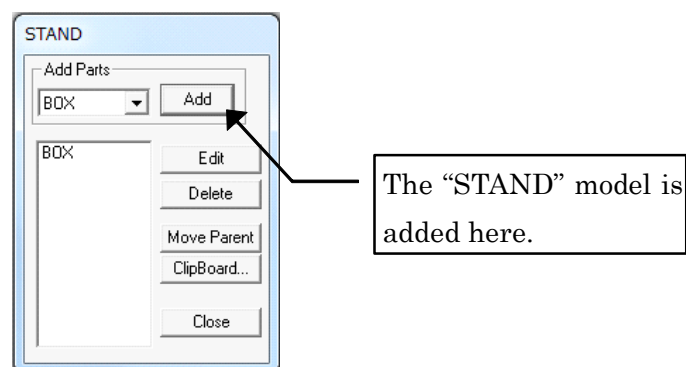 STAND
Add Parts
BOX
Add
BOX
Edit
Delete
Move Parent
ClipBoard...
Close
The “STAND” model is
added here.